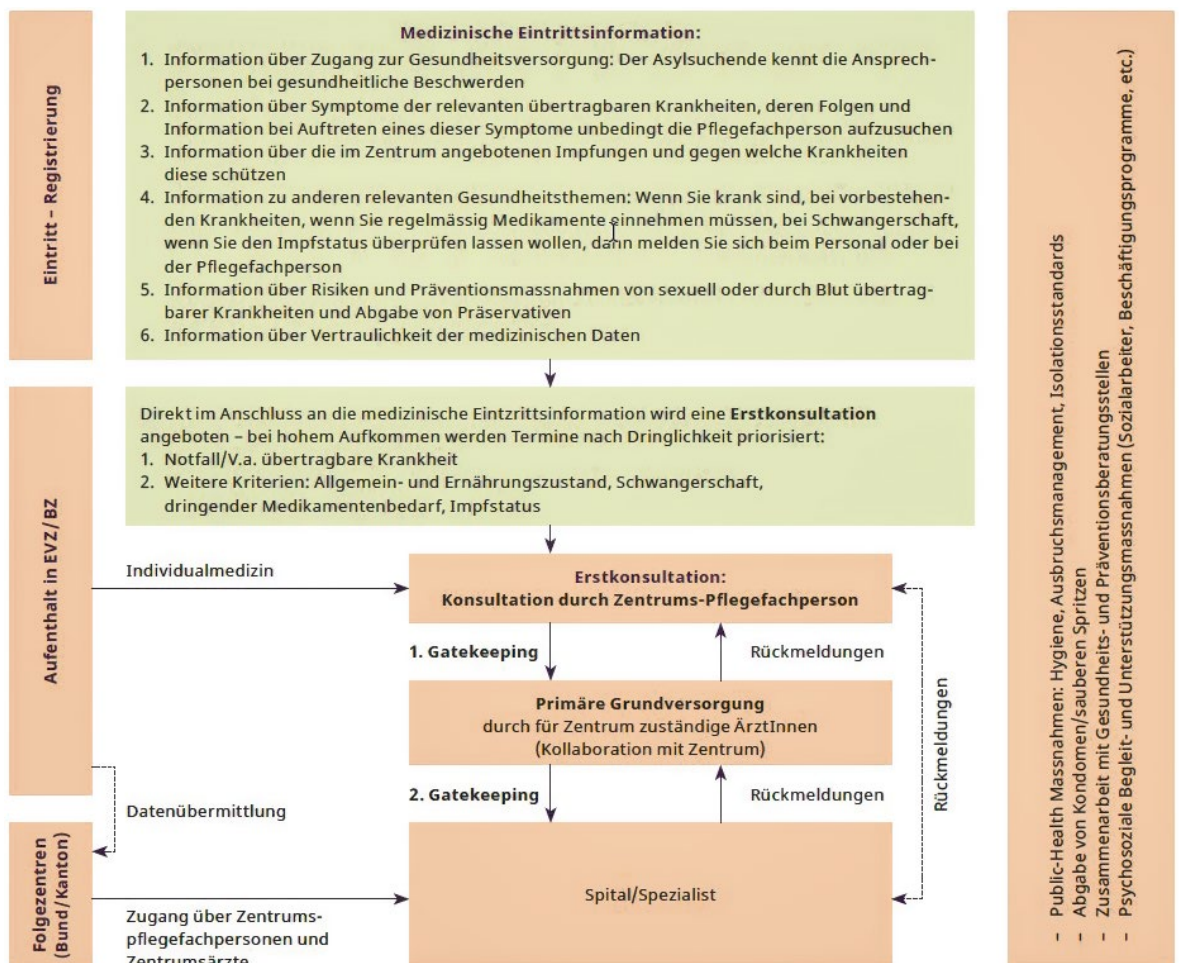 Eintritt – Registrierung
Medizinische Eintrittsinformation:
1. Information über Zugang zur Gesundheitsversorgung: Der Asylsuchende kennt die Ansprech-
personen bei gesundheitliche Beschwerden
2. Information über Symptome der relevanten übertragbaren Krankheiten, deren Folgen und
Information bei Auftreten eines dieser Symptome unbedingt die Pflegefachperson aufzusuchen
3. Information über die im Zentrum angebotenen Impfungen und gegen welche Krankheiten
diese schützen
4. Information zu anderen relevanten Gesundheitsthemen: Wenn Sie krank sind, bei vorbestehen-
den Krankheiten, wenn Sie regelmässig Medikamente einnehmen müssen, bei Schwangerschaft,
wenn Sie den Impfstatus überprüfen lassen wollen, dann melden Sie sich beim Personal oder bei
der Pflegefachperson
5. Information über Risiken und Präventionsmassnahmen von sexuell oder durch Blut übertrag-
barer Krankheiten und Abgabe von Präservativen
6. Information über Vertraulichkeit der medizinischen Daten
Aufenthalt in EVZ/BZ
Direkt im Anschluss an die medizinische Eintzrittsinformation wird eine Erstkonsultation
angeboten – bei hohem Aufkommen werden Termine nach Dringlichkeit priorisiert:
1. Notfall/V.a. übertragbare Krankheit
2. Weitere Kriterien: Allgemein- und Ernährungszustand, Schwangerschaft,
dringender Medikamentenbedarf, Impfstatus
Individualmedizin
Erstkonsultation:
Konsultation durch Zentrums-Pflegefachperson
1. Gatekeeping
Rückmeldungen
Primäre Grundversorgung
durch für Zentrum zuständige ÄrztInnen
(Kollaboration mit Zentrum)
2. Gatekeeping
Rückmeldungen
Rückmeldungen
Datenübermittlung
Folgezentren
(Bund/Kanton)
Spital/Spezialist
Zugang über Zentrums-
pflegefachpersonen und
Zentrumsärzte
– Public-Health Massnahmen: Hygiene, Ausbruchsmanagement, Isolationsstandards
– Abgabe von Kondomen/sauberen Spritzen
– Zusammenarbeit mit Gesundheits- und Präventionsberatungsstellen
– Psychosoziale Begleit- und Unterstützungsmassnahmen (Sozialarbeiter, Beschäftigungsprogramme, etc.)